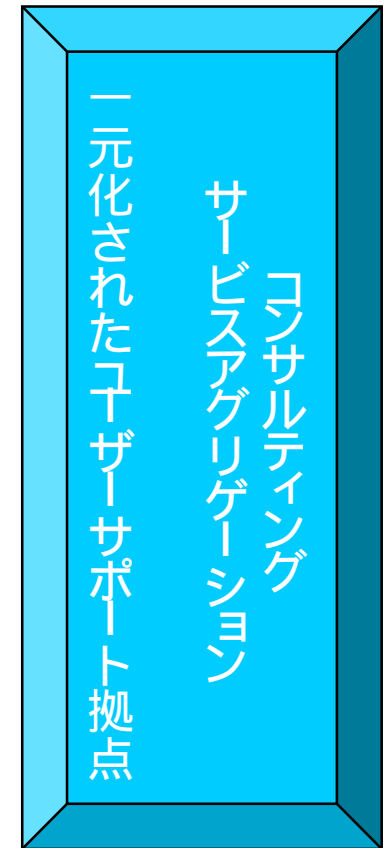 コンサルティング
サービスアグリゲーション
一元化されたユーザーサポート拠点